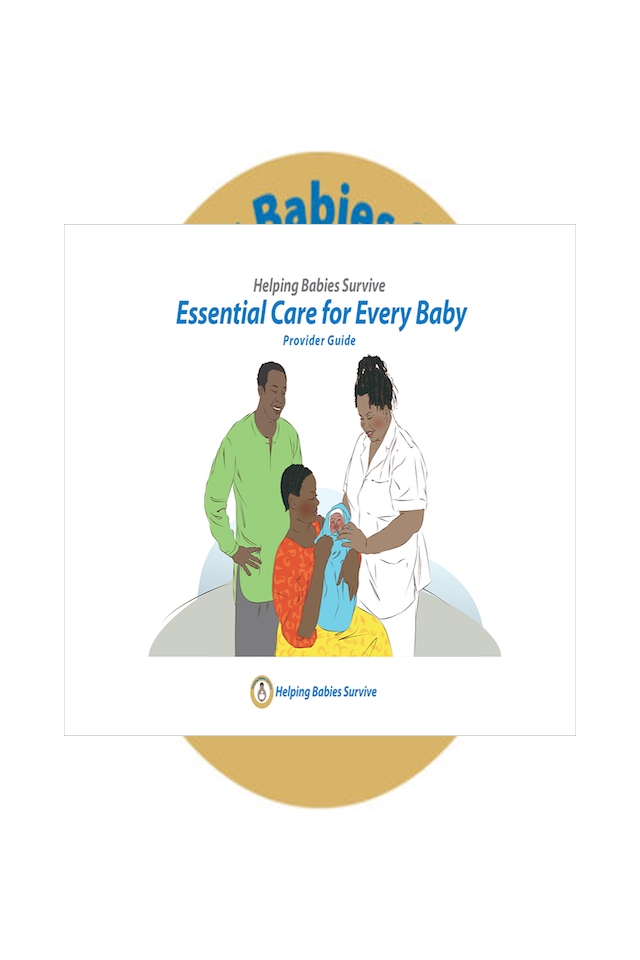 Babies
Helping Babies Survive
Essential Care for Every Baby
Provider Guide
Helping Babies Survive